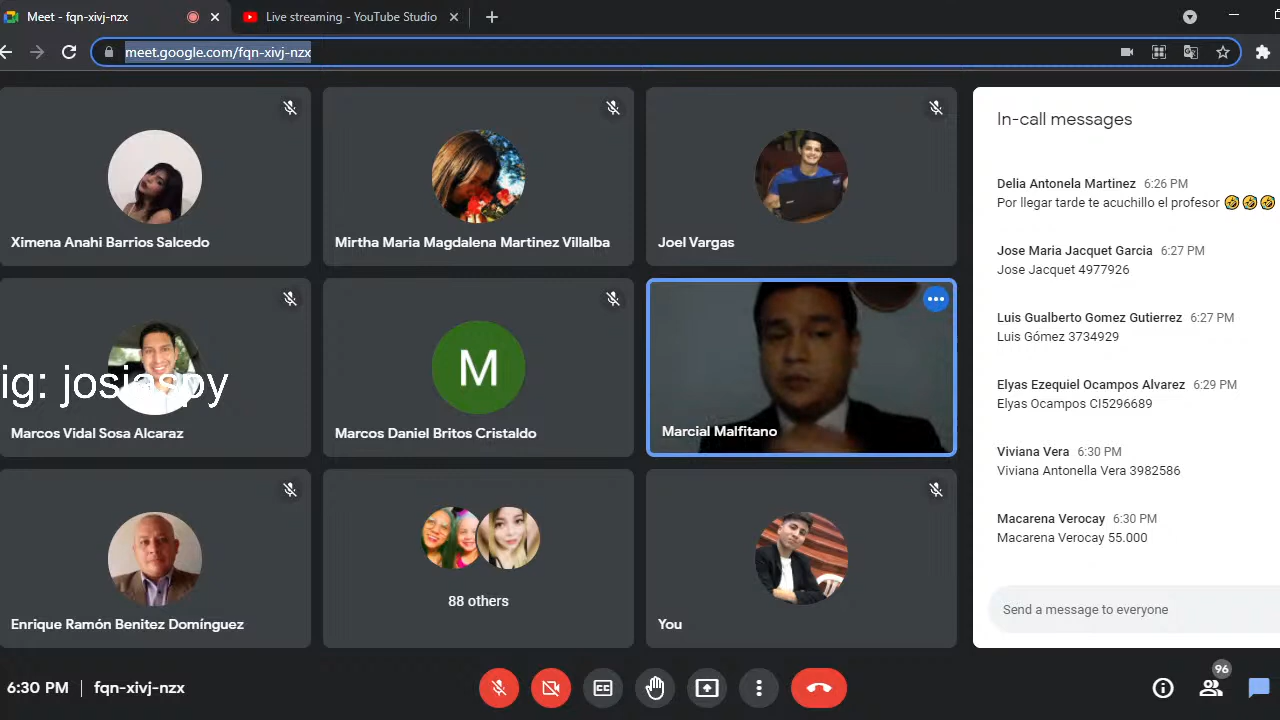 Meet - fqn-xivj-nzx
Live streaming - YouTube Studio
meet.google.com/fqn-xivj-nzx
Ximena Anahi Barrios Salcedo
Mirtha Maria Magdalena Martinez Villalba
Joel Vargas
ig: josiaspy
Marcos Vidal Sosa Alcaraz
M
Marcos Daniel Britos Cristaldo
Marcial Malfitano
Enrique Ramón Benitez Domínguez
88 others
You
In-call messages
Delia Antonela Martinez 6:26 PM
Por llegar tarde te acuchillo el profesor 🤣🤣🤣
Jose Maria Jacquet Garcia 6:27 PM
Jose Jacquet 4977926
Luis Gualberto Gomez Gutierrez 6:27 PM
Luis Gómez 3734929
Elyas Ezequiel Ocampos Alvarez 6:29 PM
Elyas Ocampos CI5296689
Viviana Vera 6:30 PM
Viviana Antonella Vera 3982586
Macarena Verocay 6:30 PM
Macarena Verocay 55.000
Send a message to everyone
6:30 PM | fqn-xivj-nzx
CC
96